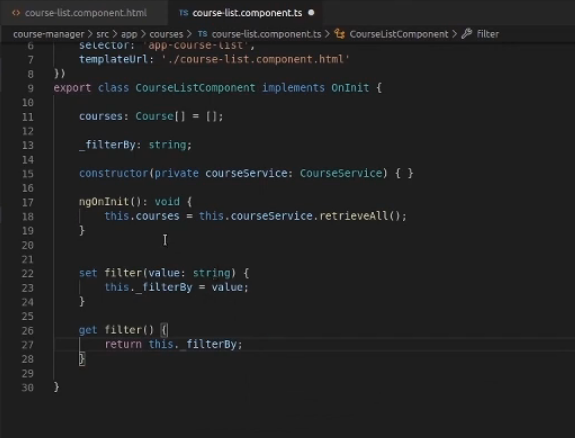 course-list.component.html
course-list.component.ts
course-manager > src > app > courses > course-list.component.ts > CourseListComponent > filter
6 selector: 'app-course-list',
7 templateUrl: './course-list.component.html'
8 })
9 export class CourseListComponent implements OnInit {
10
11 courses: Course[] = [];
12
13 _filterBy: string;
14
15 constructor(private courseService: CourseService) { }
16
17 ngOnInit(): void {
18 this.courses = this.courseService.retrieveAll();
19 }
20
21
22 set filter(value: string) {
23 this._filterBy = value;
24 }
25
26 get filter() {
27 return this._filterBy;
28 }
29
30 }